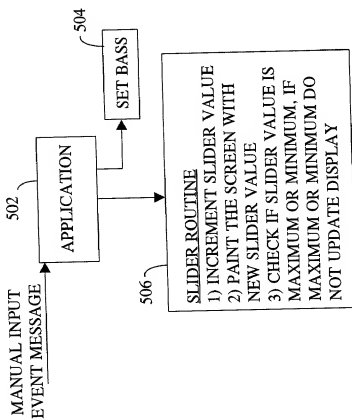 MANUAL INPUT
EVENT MESSAGE
502
APPLICATION
504
SET BASS
506
SLIDER ROUTINE
1) INCREMENT SLIDER VALUE
2) PAINT THE SCREEN WITH
NEW SLIDER VALUE
3) CHECK IF SLIDER VALUE IS
MAXIMUM OR MINIMUM, IF
MAXIMUM OR MINIMUM DO
NOT UPDATE DISPLAY